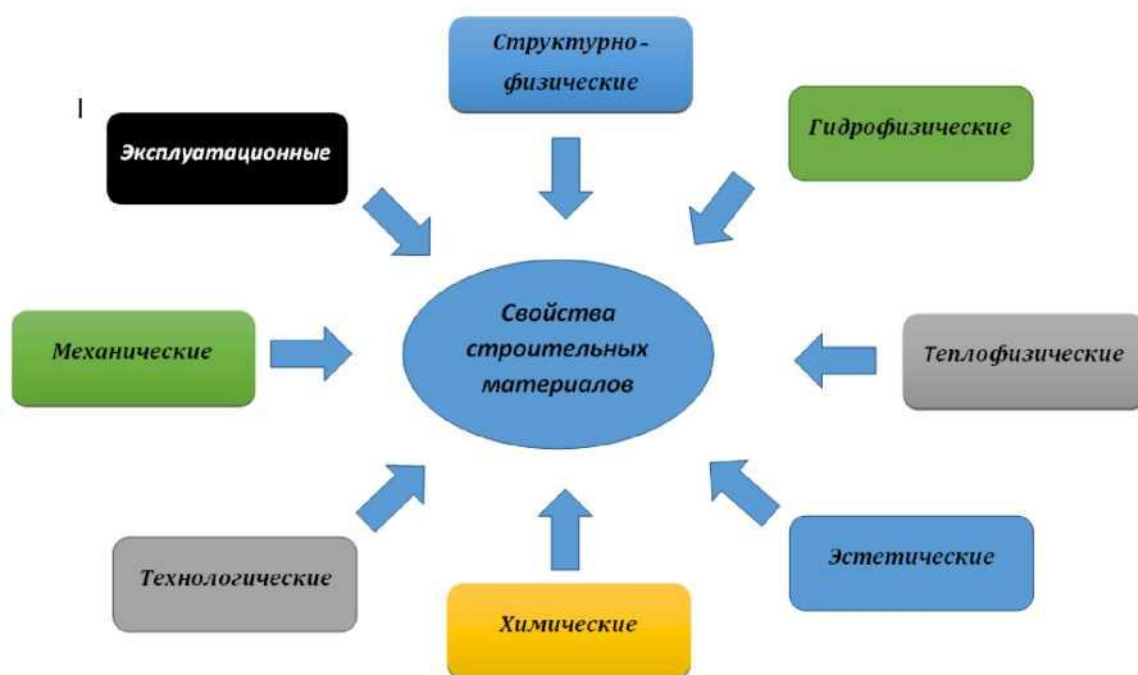 Структурно-
физические
Гидрофизические
Эксплуатационные
Свойства
строительных
материалов
Механические
Теплофизические
Технологические
Эстетические
Химические